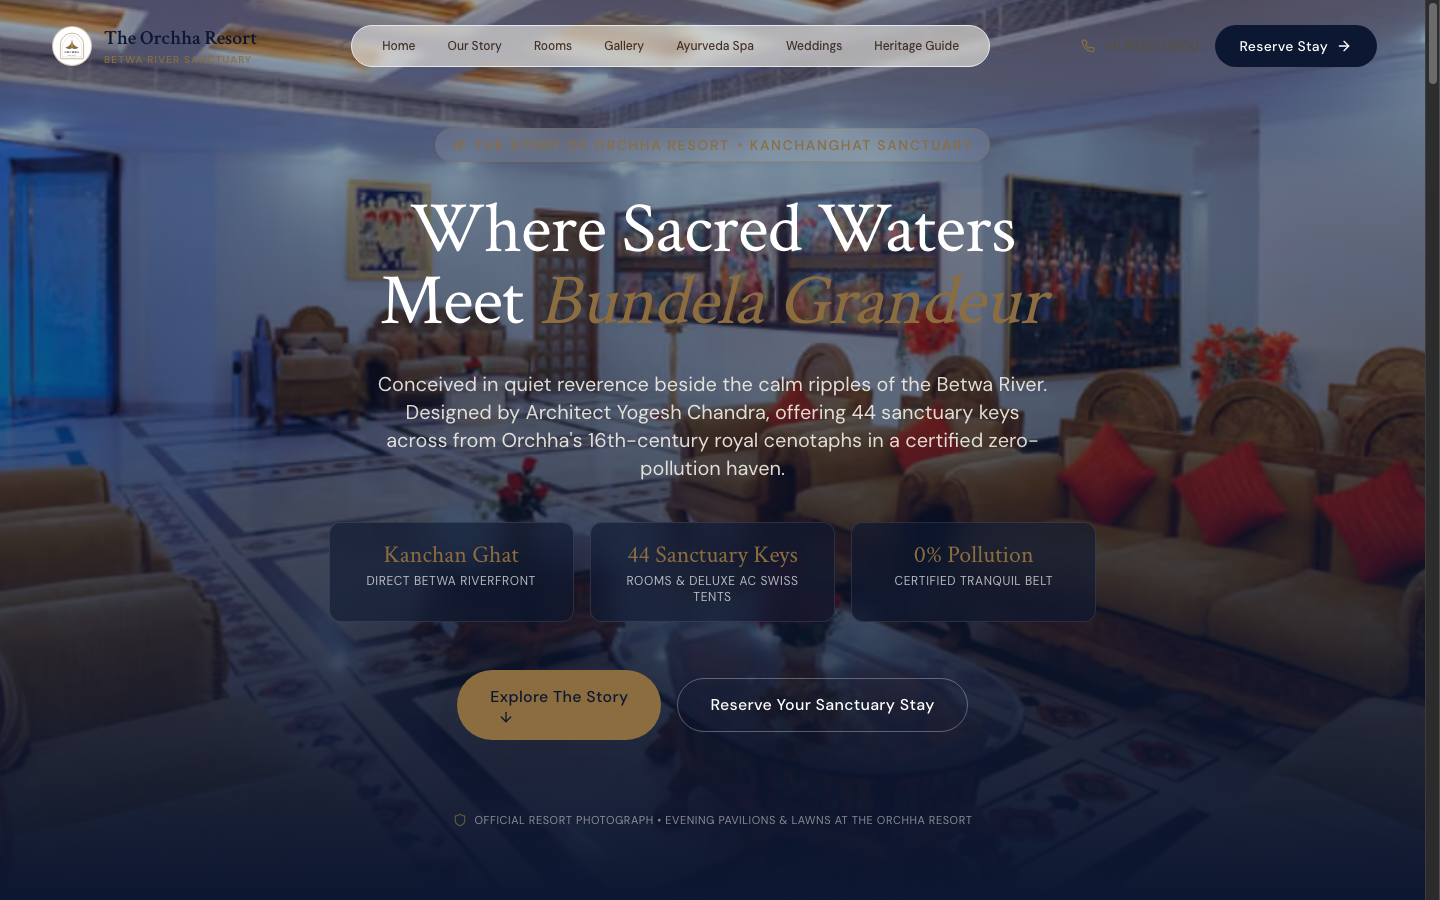 The Orchha Resort
BETWA RIVER SANCTUARY
Home
Our Story
Rooms
Gallery
Ayurveda Spa
Weddings
Heritage Guide
Reserve Stay
THE STORY OF ORCHHA RESORT • KANCHANGHAT SANCTUARY
Where Sacred Waters
Meet Bundela Grandeur
Conceived in quiet reverence beside the calm ripples of the Betwa River.
Designed by Architect Yogesh Chandra, offering 44 sanctuary keys
across from Orchha's 16th-century royal cenotaphs in a certified zero-
pollution haven.
Kanchan Ghat
DIRECT BETWA RIVERFRONT
44 Sanctuary Keys
ROOMS & DELUXE AC SWISS
TENTS
0% Pollution
CERTIFIED TRANQUIL BELT
Explore The Story
Reserve Your Sanctuary Stay
OFFICIAL RESORT PHOTOGRAPH • EVENING PAVILIONS & LAWNS AT THE ORCHHA RESORT